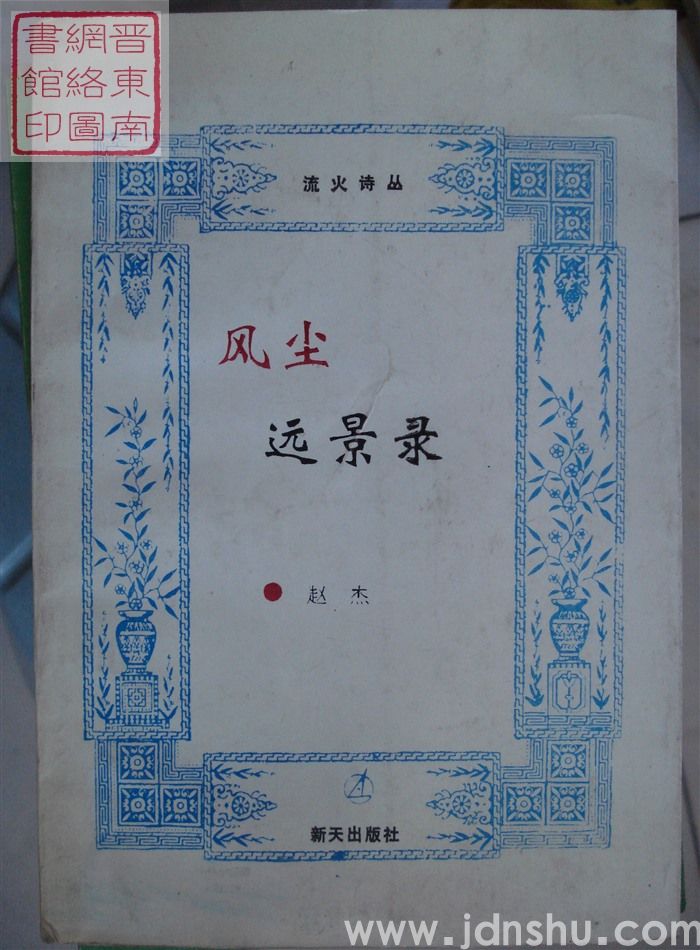 晋東南
網絡圖
書館印
流火诗丛
风尘
远景录
赵 杰
新天出版社
www.jdnshu.com